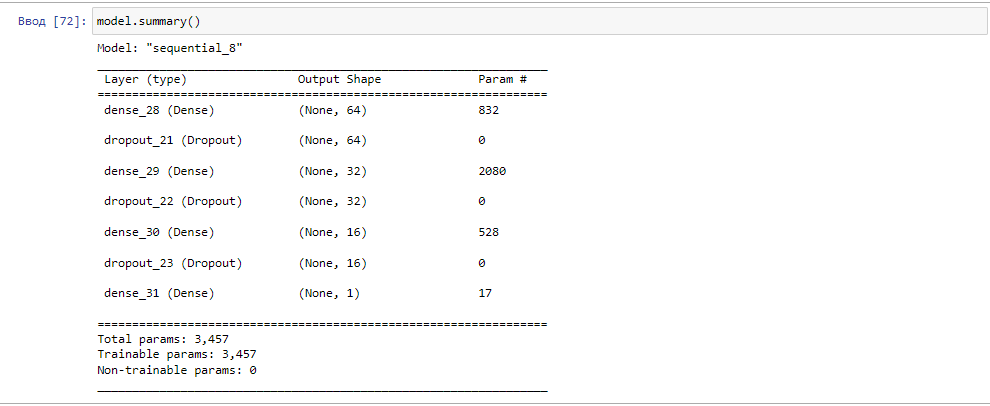 Ввод [72]: model.summary()
Model: "sequential_8"
_________________________________________________________________
Layer (type) Output Shape Param #
=================================================================
dense_28 (Dense) (None, 64) 832
dropout_21 (Dropout) (None, 64) 0
dense_29 (Dense) (None, 32) 2080
dropout_22 (Dropout) (None, 32) 0
dense_30 (Dense) (None, 16) 528
dropout_23 (Dropout) (None, 16) 0
dense_31 (Dense) (None, 1) 17
=================================================================
Total params: 3,457
Trainable params: 3,457
Non-trainable params: 0
_________________________________________________________________